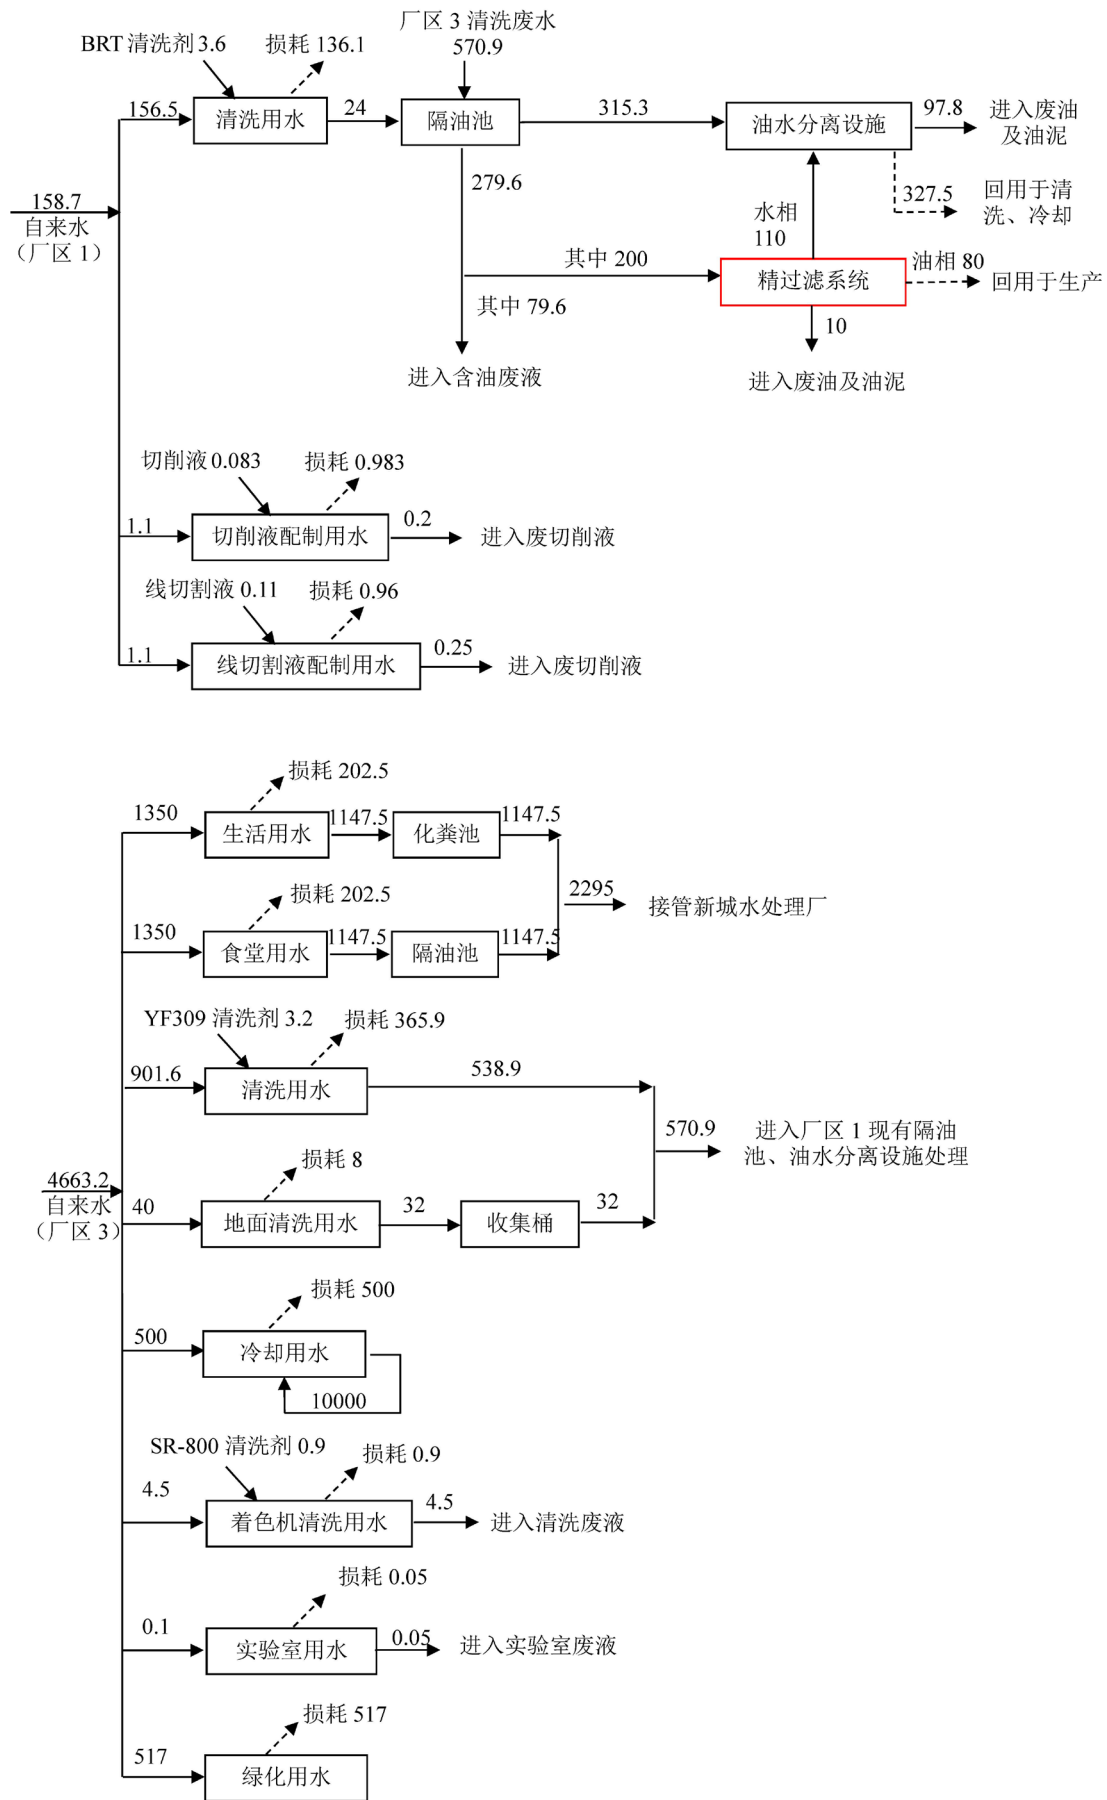 厂区 3 清洗废水
570.9
BRT 清洗剂 3.6
损耗 136.1
156.5
清洗用水
24
隔油池
315.3
油水分离设施
97.8
进入废油
及油泥
279.6
327.5
回用于清
洗、冷却
158.7
自来水
（厂区 1）
水相
110
其中 200
精过滤系统
油相 80
回用于生产
其中 79.6
10
进入含油废液
进入废油及油泥
切削液 0.083
损耗 0.983
1.1
切削液配制用水
0.2
进入废切削液
线切割液 0.11
损耗 0.96
1.1
线切割液配制用水
0.25
进入废切削液
损耗 202.5
1350
生活用水
1147.5
化粪池
1147.5
2295
接管新城水处理厂
损耗 202.5
1350
食堂用水
1147.5
隔油池
1147.5
YF309 清洗剂 3.2
损耗 365.9
901.6
清洗用水
538.9
570.9
进入厂区 1 现有隔油
池、油水分离设施处理
4663.2
自来水
（厂区 3）
损耗 8
40
地面清洗用水
32
收集桶
32
损耗 500
500
冷却用水
10000
SR-800 清洗剂 0.9
损耗 0.9
4.5
着色机清洗用水
4.5
进入清洗废液
损耗 0.05
0.1
实验室用水
0.05
进入实验室废液
损耗 517
517
绿化用水